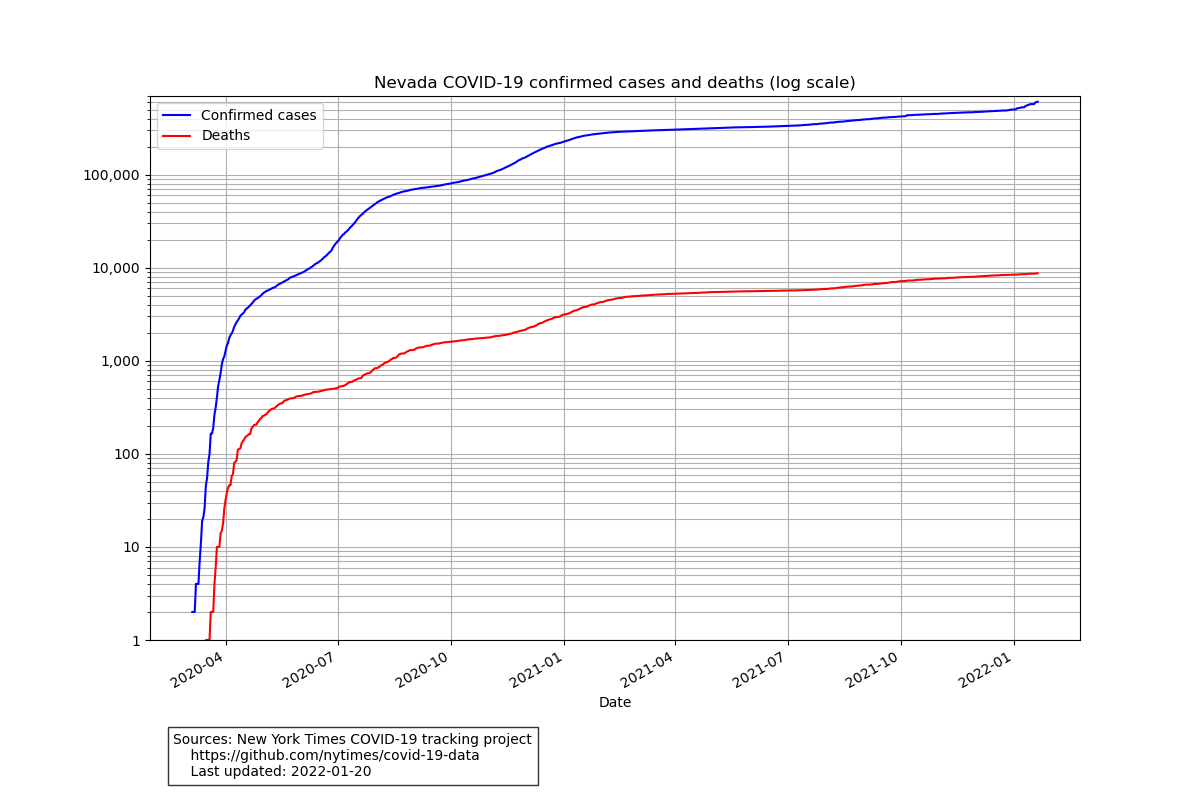 Nevada COVID-19 confirmed cases and deaths (log scale)
Confirmed cases
Deaths
100,000
10,000
1,000
100
10
1
2020-04
2020-07
2020-10
2021-01
2021-04
2021-07
2021-10
2022-01
Date
Sources: New York Times COVID-19 tracking project
https://github.com/nytimes/covid-19-data
Last updated: 2022-01-20